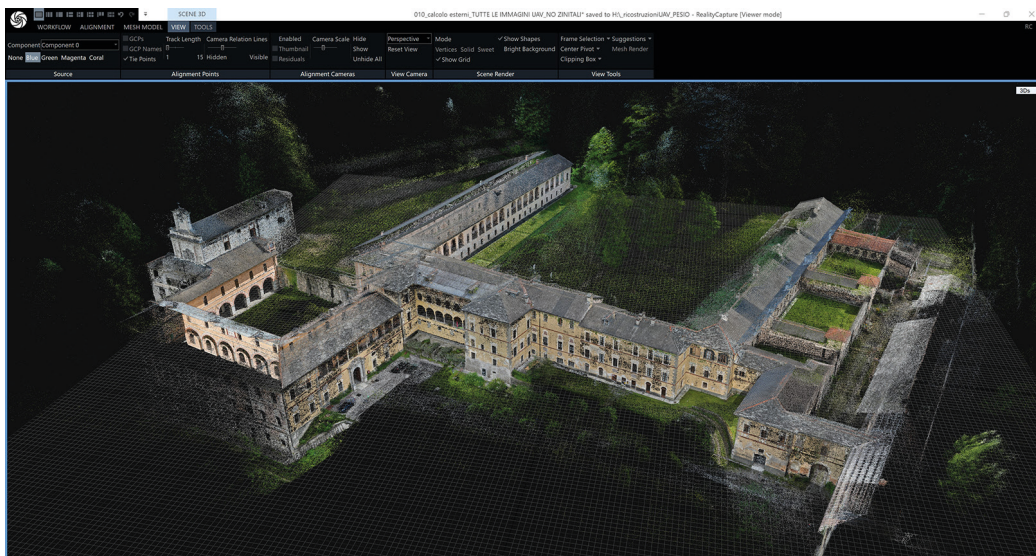 SCENE 3D
010_calcolo esterni_TUTTE LE IMMAGINI UAV_NO ZINITALI* saved to H:\_ricostruzioniUAV_PESIO - RealityCapture [Viewer mode]
WORKFLOW ALIGNMENT MESH MODEL VIEW TOOLS
RC
Component Component 0
None Blue Green Magenta Coral
Source
GCPs Track Length Camera Relation Lines
GCP Names
Tie Points 1 15 Hidden Visible
Alignment Points
Enabled Camera Scale Hide
Thumbnail Show
Residuals Unhide All
Alignment Cameras
Perspective
Reset View
View Camera
Mode Show Shapes
Vertices Solid Sweet Bright Background
Show Grid
Scene Render
Frame Selection Suggestions
Center Pivot Mesh Render
Clipping Box
View Tools
3Ds